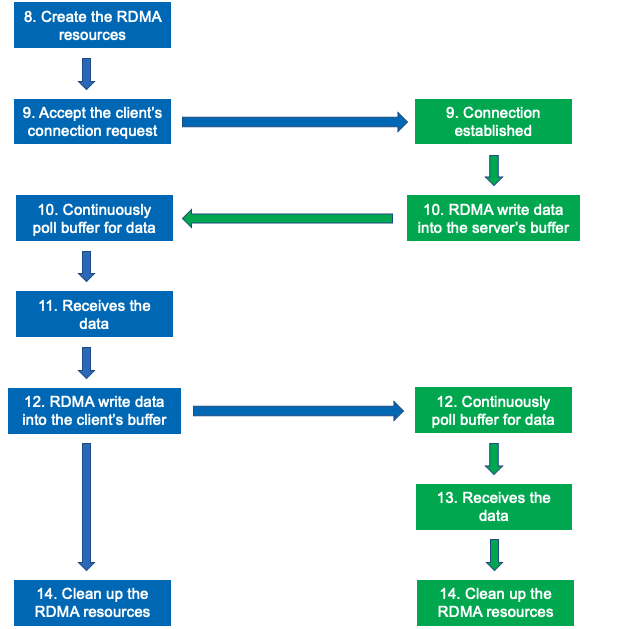 8. Create the RDMA
resources
9. Accept the client's
connection request
9. Connection
established
10. Continuously
poll buffer for data
10. RDMA write data
into the server's buffer
11. Receives the
data
12. RDMA write data
into the client's buffer
12. Continuously
poll buffer for data
13. Receives the
data
14. Clean up the
RDMA resources
14. Clean up the
RDMA resources